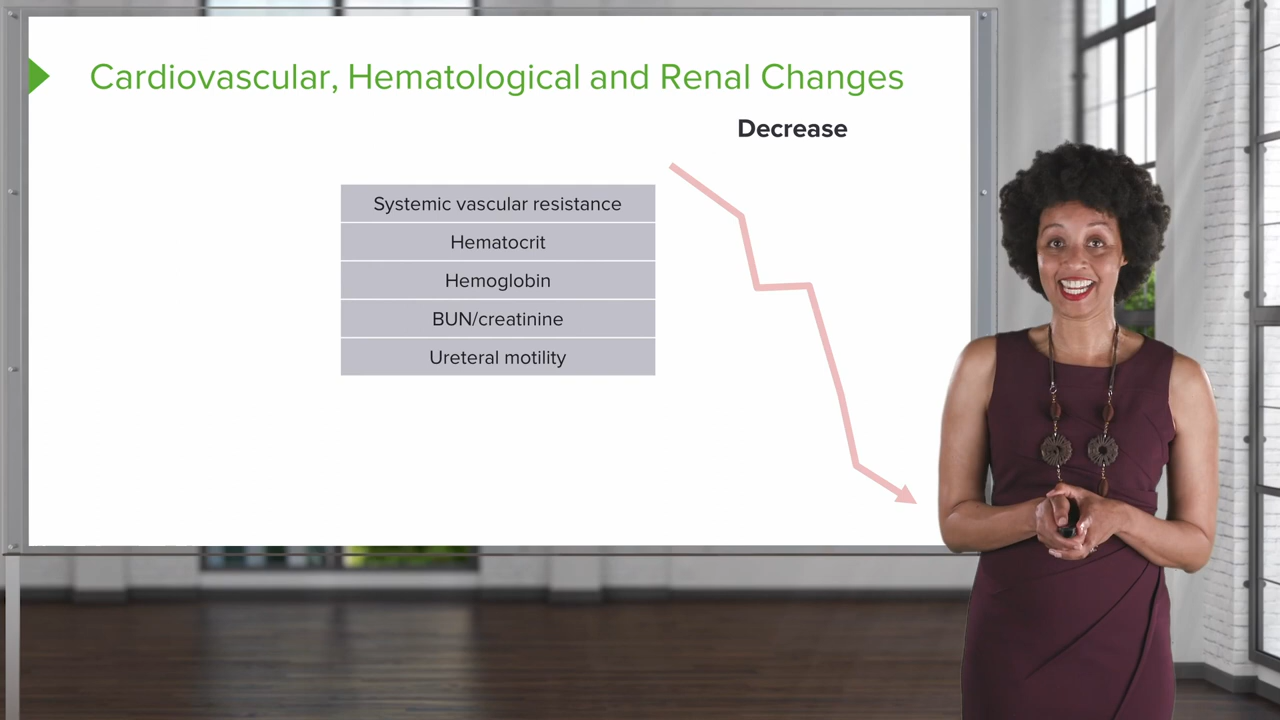 Cardiovascular, Hematological and Renal Changes
Decrease
Systemic vascular resistance
Hematocrit
Hemoglobin
BUN/creatinine
Ureteral motility